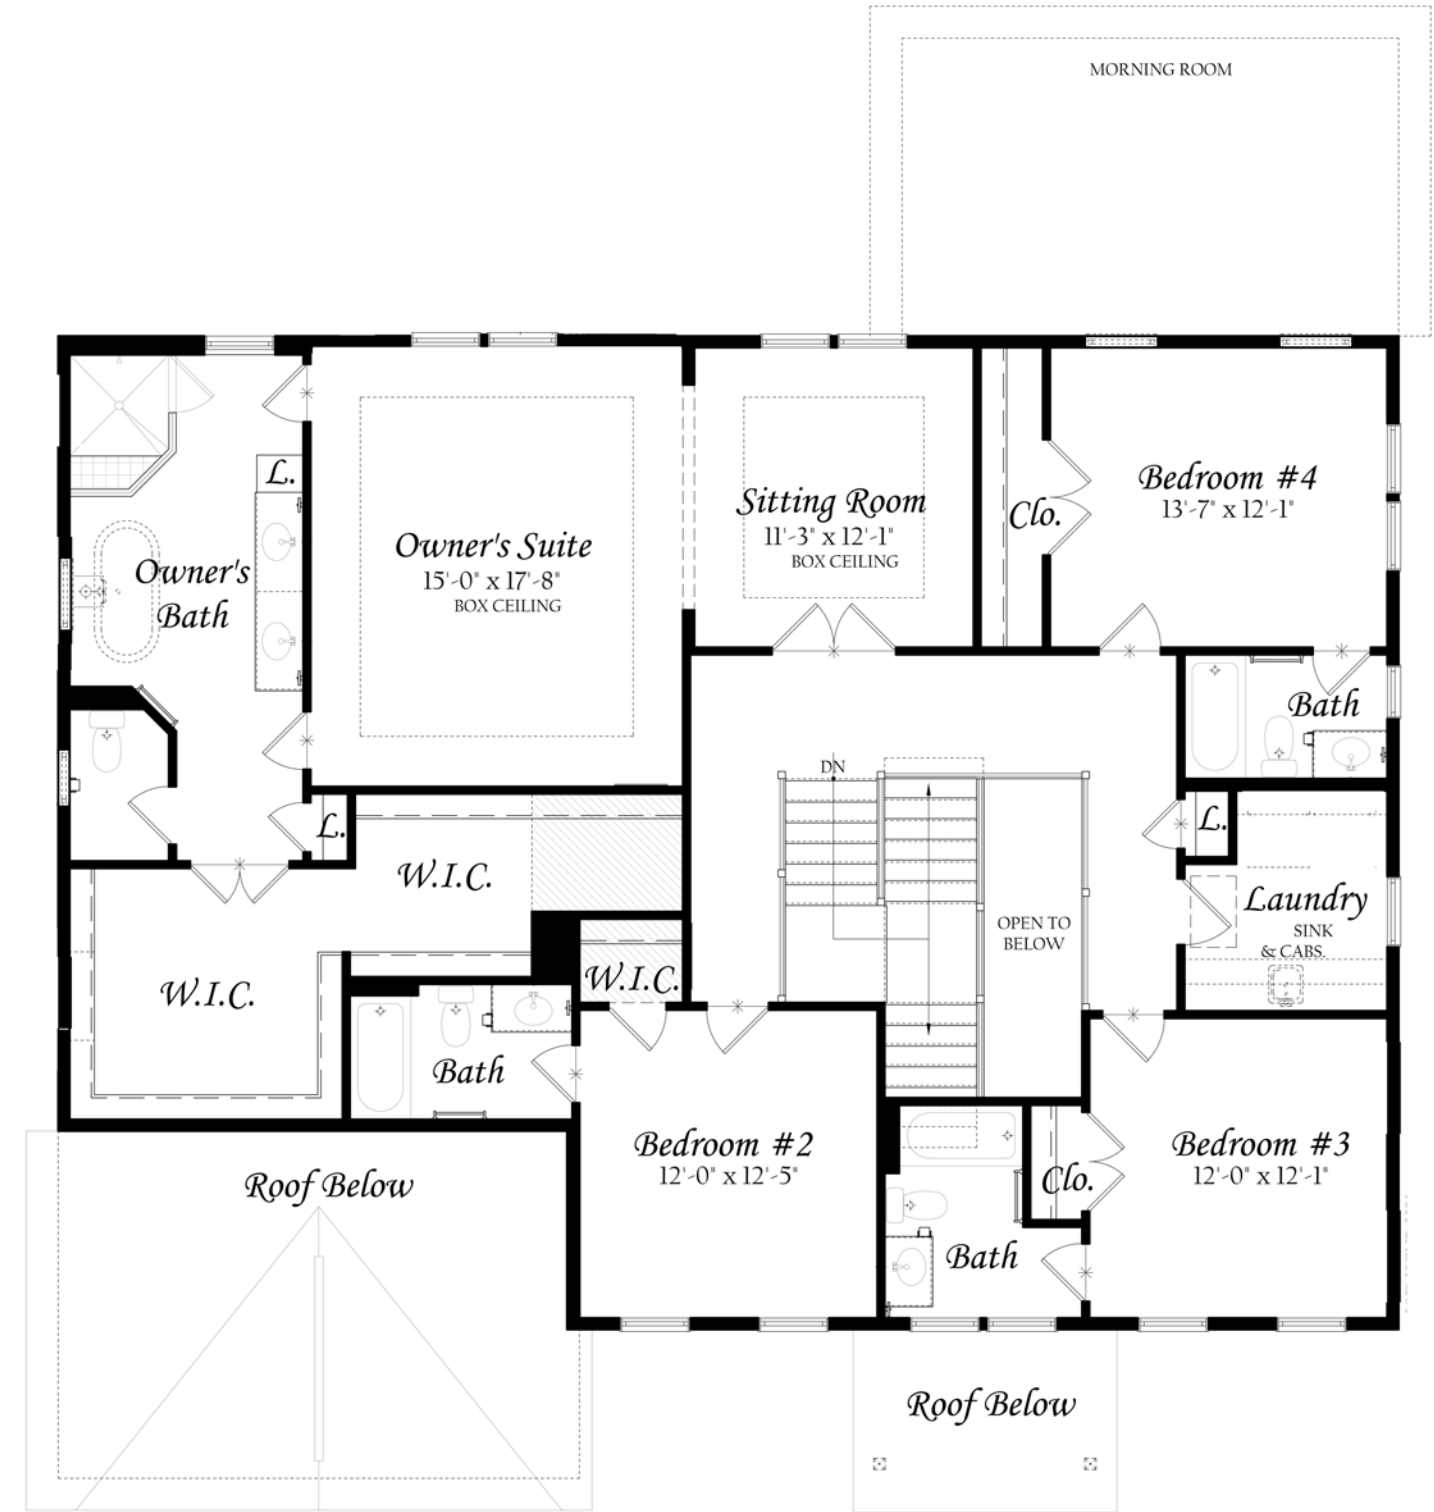 MORNING ROOM
L.
Owner's Suite
15'-0" x 17'-8"
BOX CEILING
Sitting Room
11'-3" x 12'-1"
BOX CEILING
Clo.
Bedroom #4
13'-7" x 12'-1"
Owner's
Bath
Bath
DN
L.
W.I.C.
L.
Laundry
SINK
& CABS.
OPEN TO
BELOW
W.I.C.
W.I.C.
Bath
Bedroom #2
12'-0" x 12'-5"
Clo.
Bedroom #3
12'-0" x 12'-1"
Roof Below
Bath
Roof Below